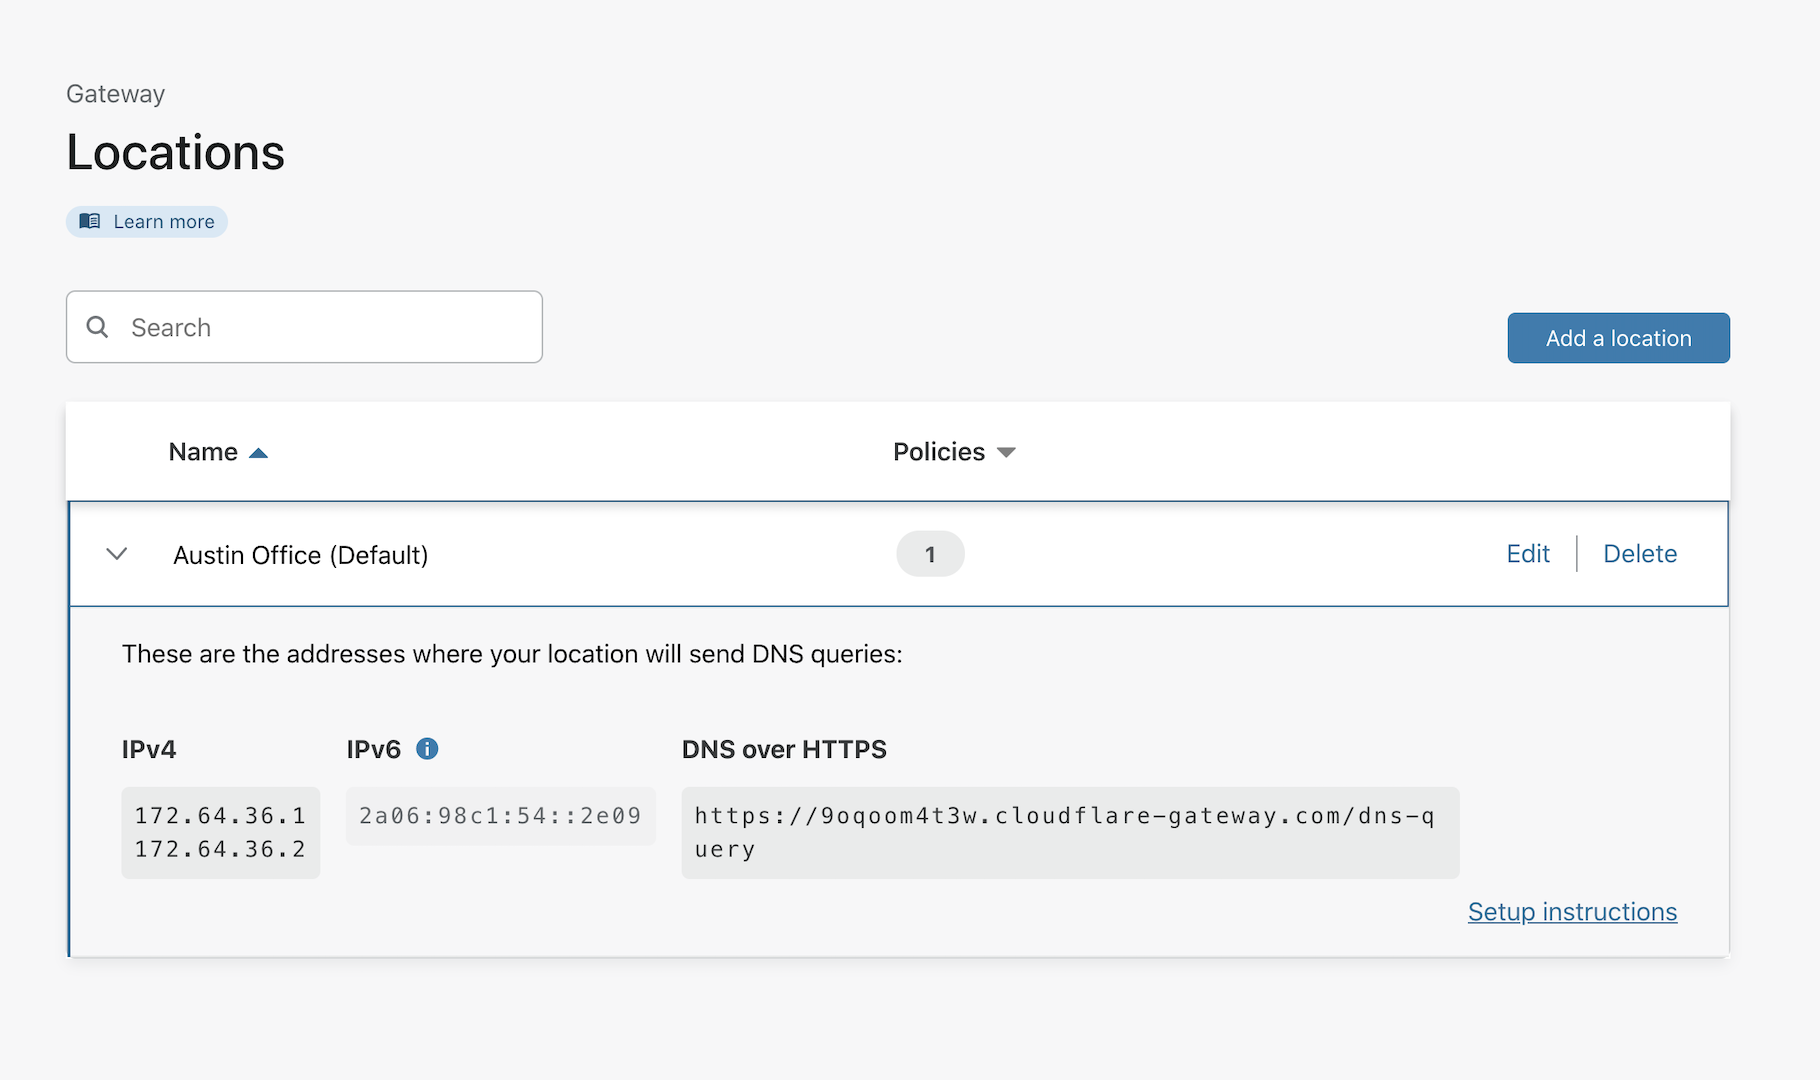 Gateway
Locations
Learn more
Search
Add a location
Name
Policies
Austin Office (Default)
1
Edit
Delete
These are the addresses where your location will send DNS queries:
IPv4
IPv6
DNS over HTTPS
172.64.36.1
172.64.36.2
2a06:98c1:54::2e09
https://9oqoom4t3w.cloudflare-gateway.com/dns-q
uery
Setup instructions